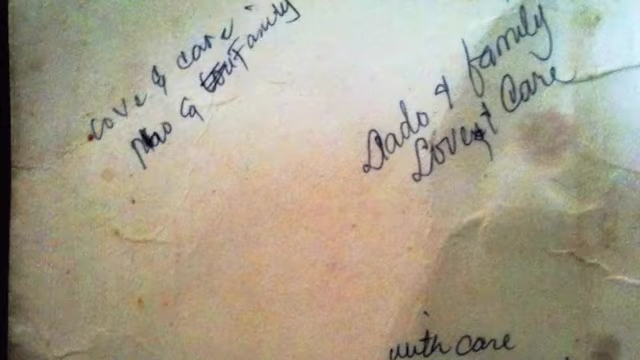 Love & care
Family
Dado & family
Love & Care
with care